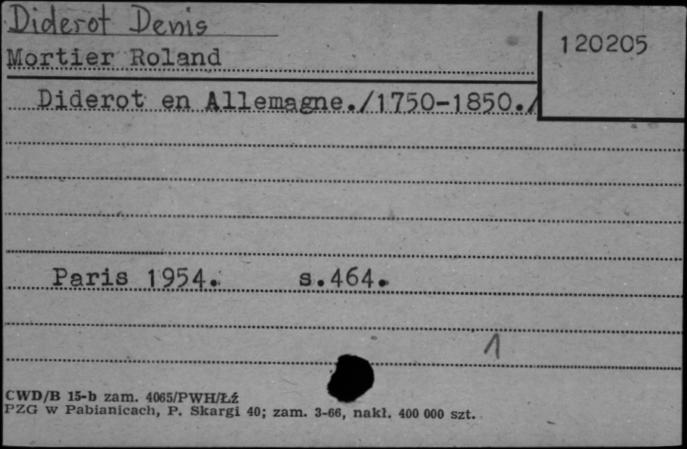 Diderot Denis
Mortier Roland
120205
Diderot en Allemagne./1750-1850./
Paris 1954. s.464.
1
CWD/B 15-b zam. 4065/PWH/Łź
PZG w Pabianicach, P. Skargi 40; zam. 3-66, nakł. 400 000 szt.